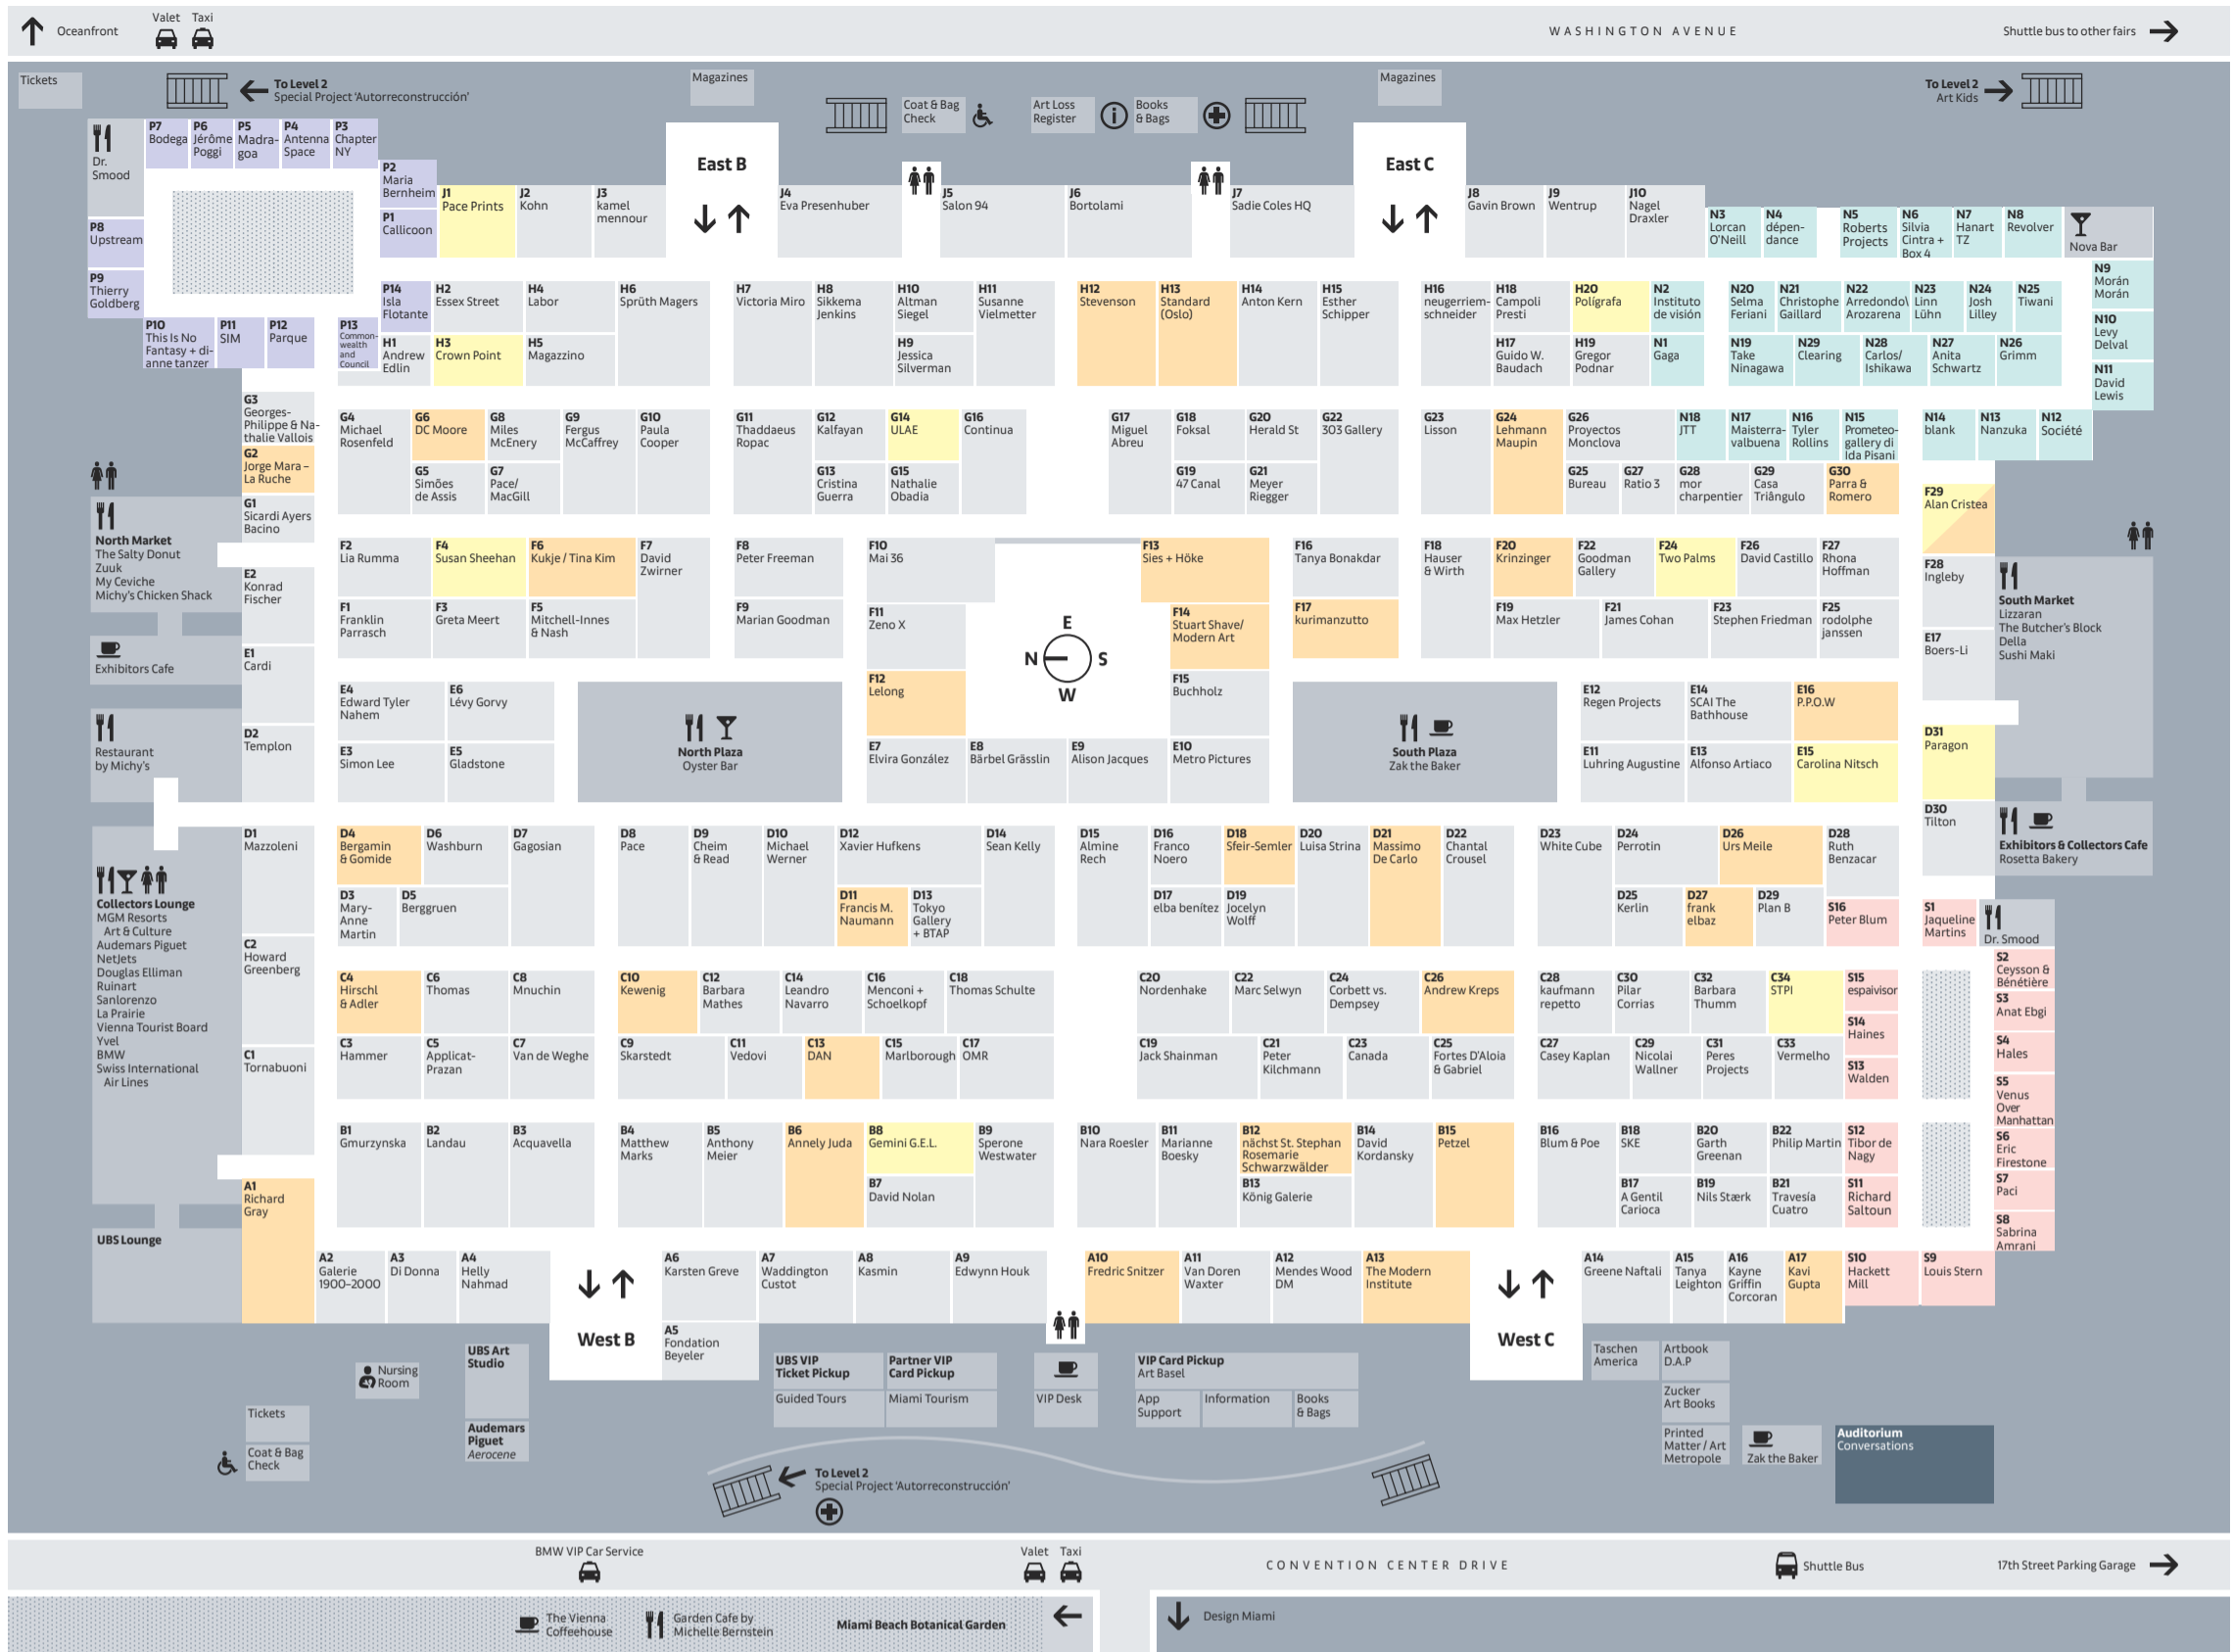 Oceanfront
Valet
Taxi
WASHINGTON AVENUE
Shuttle bus to other fairs
Tickets
To Level 2
Special Project ‘Autorreconstrucción’
Magazines
Coat & Bag
Check
Art Loss
Register
Books
& Bags
Magazines
To Level 2
Art Kids
Dr.
Smood
P7
Bodega
P6
Jérôme
Poggi
P5
Madra-
goa
P4
Antenna
Space
P3
Chapter
NY
P2
Maria
Bernheim
P1
Callicoon
P8
Upstream
P9
Thierry
Goldberg
P10
This Is No
Fantasy + di-
anne tanzer
P11
SIM
P12
Parque
P13
Common-
wealth
and
Council
P14
Isla
Flotante
J1
Pace Prints
J2
Kohn
J3
kamel
mennour
East B
J4
Eva Presenhuber
J5
Salon 94
J6
Bortolami
J7
Sadie Coles HQ
East C
J8
Gavin Brown
J9
Wentrup
J10
Nagel
Draxler
N3
Lorcan
O’Neill
N4
dépen-
dance
N5
Roberts
Projects
N6
Silvia
Cintra +
Box 4
N7
Hanart
TZ
N8
Revolver
Nova Bar
N9
Morán
Morán
N10
Levy
Delval
N11
David
Lewis
H2
Essex Street
H4
Labor
H6
Sprüth Magers
H1
Andrew
Edlin
H3
Crown Point
H5
Magazzino
H7
Victoria Miro
H8
Sikkema
Jenkins
H10
Altman
Siegel
H11
Susanne
Vielmetter
H9
Jessica
Silverman
H12
Stevenson
H13
Standard
(Oslo)
H14
Anton Kern
H15
Esther
Schipper
H16
neugerriem-
schneider
H18
Campoli
Presti
H20
Polígrafa
N2
Instituto
de visión
H17
Guido W.
Baudach
H19
Gregor
Podnar
N1
Gaga
N20
Selma
Feriani
N21
Christophe
Gaillard
N22
Arredondo\
Arozarena
N23
Linn
Lühn
N24
Josh
Lilley
N25
Tiwani
N19
Take
Ninagawa
N29
Clearing
N28
Carlos/
Ishikawa
N27
Anita
Schwartz
N26
Grimm
G3
Georges-
Philippe & Na-
thalie Vallois
G2
Jorge Mara –
La Ruche
G1
Sicardi Ayers
Bacino
G4
Michael
Rosenfeld
G6
DC Moore
G8
Miles
McEnery
G9
Fergus
McCaffrey
G10
Paula
Cooper
G5
Simões
de Assis
G7
Pace/
MacGill
G11
Thaddaeus
Ropac
G12
Kalfayan
G14
ULAE
G16
Continua
G13
Cristina
Guerra
G15
Nathalie
Obadia
G17
Miguel
Abreu
G18
Foksal
G20
Herald St
G22
303 Gallery
G19
47 Canal
G21
Meyer
Riegger
G23
Lisson
G24
Lehmann
Maupin
G26
Proyectos
Monclova
N18
JTT
N17
Maisterra-
valbuena
N16
Tyler
Rollins
N15
Prometeo-
gallery di
Ida Pisani
G25
Bureau
G27
Ratio 3
G28
mor
charpentier
G29
Casa
Triângulo
G30
Parra &
Romero
N14
blank
N13
Nanzuka
N12
Société
North Market
The Salty Donut
Zuuk
My Ceviche
Michy’s Chicken Shack
Exhibitors Cafe
Restaurant
by Michy’s
E2
Konrad
Fischer
E1
Cardi
D2
Templon
F2
Lia Rumma
F4
Susan Sheehan
F6
Kukje / Tina Kim
F7
David
Zwirner
F1
Franklin
Parrasch
F3
Greta Meert
F5
Mitchell-Innes
& Nash
F8
Peter Freeman
F9
Marian Goodman
F10
Mai 36
F11
Zeno X
F12
Lelong
F13
Sies + Höke
F14
Stuart Shave/
Modern Art
F15
Buchholz
E
N
S
W
F16
Tanya Bonakdar
F17
kurimanzutto
F18
Hauser
& Wirth
F20
Krinzinger
F22
Goodman
Gallery
F24
Two Palms
F26
David Castillo
F27
Rhona
Hoffman
F19
Max Hetzler
F21
James Cohan
F23
Stephen Friedman
F25
rodolphe
janssen
F29
Alan Cristea
F28
Ingleby
E17
Boers-Li
South Market
Lizzaran
The Butcher’s Block
Della
Sushi Maki
E4
Edward Tyler
Nahem
E6
Lévy Gorvy
E3
Simon Lee
E5
Gladstone
North Plaza
Oyster Bar
E7
Elvira González
E8
Bärbel Grässlin
E9
Alison Jacques
E10
Metro Pictures
South Plaza
Zak the Baker
E12
Regen Projects
E14
SCAI The
Bathhouse
E16
P.P.O.W
E11
Luhring Augustine
E13
Alfonso Artiaco
E15
Carolina Nitsch
D31
Paragon
D30
Tilton
Exhibitors & Collectors Cafe
Rosetta Bakery
Collectors Lounge
MGM Resorts
Art & Culture
Audemars Piguet
NetJets
Douglas Elliman
Ruinart
Sanlorenzo
La Prairie
Vienna Tourist Board
Yvel
BMW
Swiss International
Air Lines
D1
Mazzoleni
C2
Howard
Greenberg
C1
Tornabuoni
D4
Bergamin
& Gomide
D6
Washburn
D7
Gagosian
D3
Mary-
Anne
Martin
D5
Berggruen
D8
Pace
D9
Cheim
& Read
D10
Michael
Werner
D12
Xavier Hufkens
D14
Sean Kelly
D11
Francis M.
Naumann
D13
Tokyo
Gallery
+ BTAP
D15
Almine
Rech
D16
Franco
Noero
D18
Sfeir-Semler
D20
Luisa Strina
D21
Massimo
De Carlo
D22
Chantal
Crousel
D17
elba benítez
D19
Jocelyn
Wolff
D23
White Cube
D24
Perrotin
D26
Urs Meile
D28
Ruth
Benzacar
D25
Kerlin
D27
frank
elbaz
D29
Plan B
S16
Peter Blum
S1
Jaqueline
Martins
Dr. Smood
S2
Ceysson &
Bénétière
S3
Anat Ebgi
S4
Hales
S5
Venus
Over
Manhattan
S6
Eric
Firestone
S7
Paci
S8
Sabrina
Amrani
C4
Hirschl
& Adler
C6
Thomas
C8
Mnuchin
C3
Hammer
C5
Applicat-
Prazan
C7
Van de Weghe
C10
Kewenig
C12
Barbara
Mathes
C14
Leandro
Navarro
C16
Menconi +
Schoelkopf
C18
Thomas Schulte
C9
Skarstedt
C11
Vedovi
C13
DAN
C15
Marlborough
C17
OMR
C20
Nordenhake
C22
Marc Selwyn
C24
Corbett vs.
Dempsey
C26
Andrew Kreps
C19
Jack Shainman
C21
Peter
Kilchmann
C23
Canada
C25
Fortes D’Aloia
& Gabriel
C28
kaufmann
repetto
C30
Pilar
Corrias
C32
Barbara
Thumm
C34
STPI
S15
espaivisor
S14
Haines
S13
Walden
C27
Casey Kaplan
C29
Nicolai
Wallner
C31
Peres
Projects
C33
Vermelho
B1
Gmurzynska
B2
Landau
B3
Acquavella
B4
Matthew
Marks
B5
Anthony
Meier
B6
Annely Juda
B8
Gemini G.E.L.
B7
David Nolan
B9
Sperone
Westwater
B10
Nara Roesler
B11
Marianne
Boesky
B12
nächst St. Stephan
Rosemarie
Schwarzwälder
B13
König Galerie
B14
David
Kordansky
B15
Petzel
B16
Blum & Poe
B18
SKE
B20
Garth
Greenan
B22
Philip Martin
S12
Tibor de
Nagy
B17
A Gentil
Carioca
B19
Nils Stærk
B21
Travesía
Cuatro
S11
Richard
Saltoun
A1
Richard
Gray
UBS Lounge
A2
Galerie
1900–2000
A3
Di Donna
A4
Helly
Nahmad
West B
A6
Karsten Greve
A7
Waddington
Custot
A8
Kasmin
A9
Edwynn Houk
A5
Fondation
Beyeler
A10
Fredric Snitzer
A11
Van Doren
Waxter
A12
Mendes Wood
DM
A13
The Modern
Institute
West C
A14
Greene Naftali
A15
Tanya
Leighton
A16
Kayne
Griffin
Corcoran
A17
Kavi
Gupta
S10
Hackett
Mill
S9
Louis Stern
Nursing
Room
UBS Art
Studio
Audemars
Piguet
Aerocene
Tickets
Coat & Bag
Check
UBS VIP
Ticket Pickup
Partner VIP
Card Pickup
Guided Tours
Miami Tourism
VIP Desk
VIP Card Pickup
Art Basel
App
Support
Information
Books
& Bags
Taschen
America
Artbook
D.A.P
Zucker
Art Books
Printed
Matter / Art
Metropole
Zak the Baker
Auditorium
Conversations
To Level 2
Special Project ‘Autorreconstrucción’
BMW VIP Car Service
Valet
Taxi
CONVENTION CENTER DRIVE
Shuttle Bus
17th Street Parking Garage
The Vienna
Coffeehouse
Garden Cafe by
Michelle Bernstein
Miami Beach Botanical Garden
Design Miami